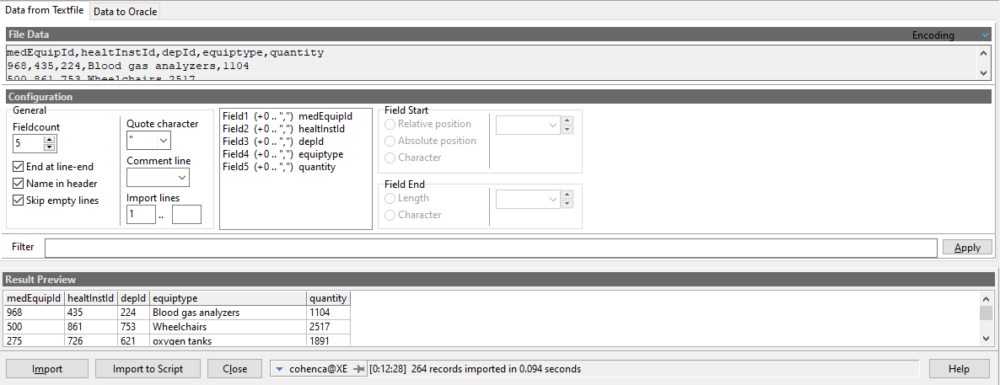 Data from Textfile Data to Oracle
File Data Encoding
medEquipId,healtInstId,depId,equiptype,quantity
968,435,224,Blood gas analyzers,1104
500,861,753,Wheelchairs,2517
Configuration
General
Fieldcount
5
End at line-end
Name in header
Skip empty lines
Quote character
"
Comment line
Import lines
1 ..
Field1 (+0 .. ",") medEquipId
Field2 (+0 .. ",") healtInstId
Field3 (+0 .. ",") depId
Field4 (+0 .. ",") equiptype
Field5 (+0 .. ",") quantity
Field Start
Relative position
Absolute position
Character
Field End
Length
Character
Filter Apply
Result Preview
medEquipId healtInstId depId equiptype quantity
968 435 224 Blood gas analyzers 1104
500 861 753 Wheelchairs 2517
275 726 621 oxygen tanks 1891
Import Import to Script Close cohenca@XE [0:12:28] 264 records imported in 0.094 seconds Help